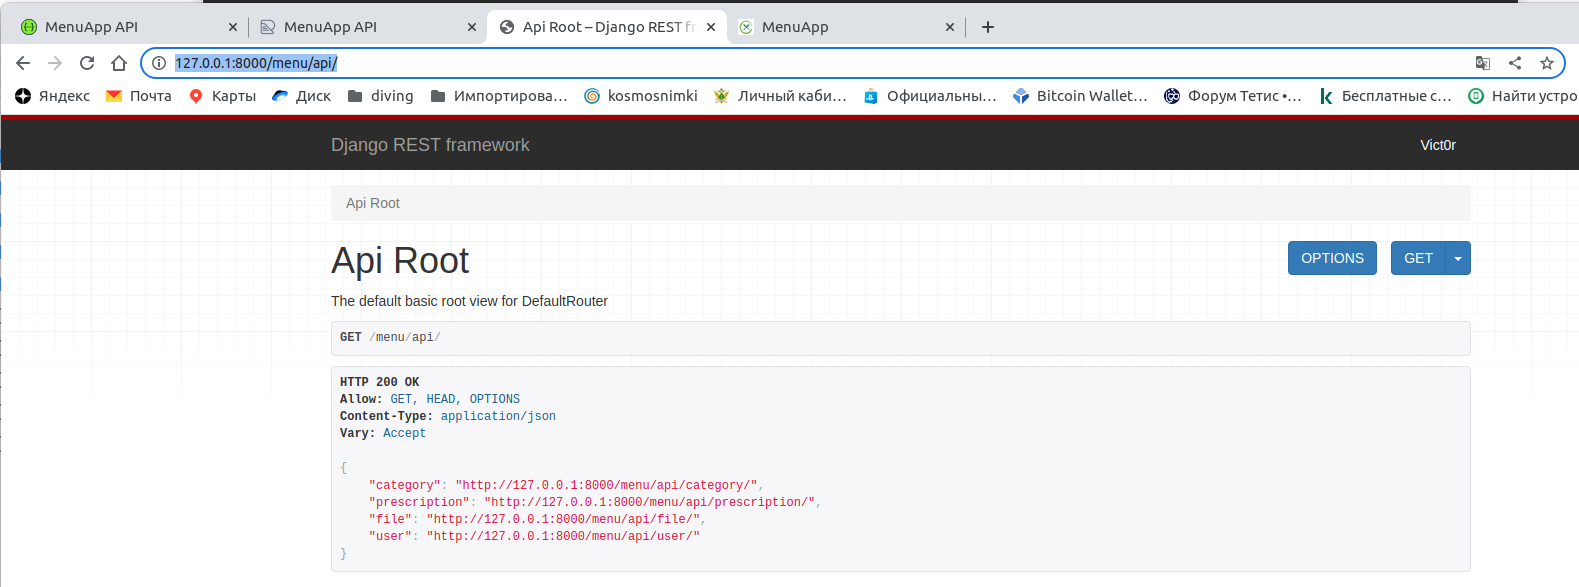 MenuApp API
MenuApp API
Api Root – Django REST fr
MenuApp
127.0.0.1:8000/menu/api/
Яндекс Почта Карты Диск diving Импортирова… kosmosnimki Личный каби… Официальны… Bitcoin Wallet… Форум Тетис •… Бесплатные с… Найти устро
Django REST framework
Vict0r
Api Root
Api Root
OPTIONS
GET
The default basic root view for DefaultRouter
GET /menu/api/
HTTP 200 OK
Allow: GET, HEAD, OPTIONS
Content-Type: application/json
Vary: Accept
{
"category": "http://127.0.0.1:8000/menu/api/category/",
"prescription": "http://127.0.0.1:8000/menu/api/prescription/",
"file": "http://127.0.0.1:8000/menu/api/file/",
"user": "http://127.0.0.1:8000/menu/api/user/"
}